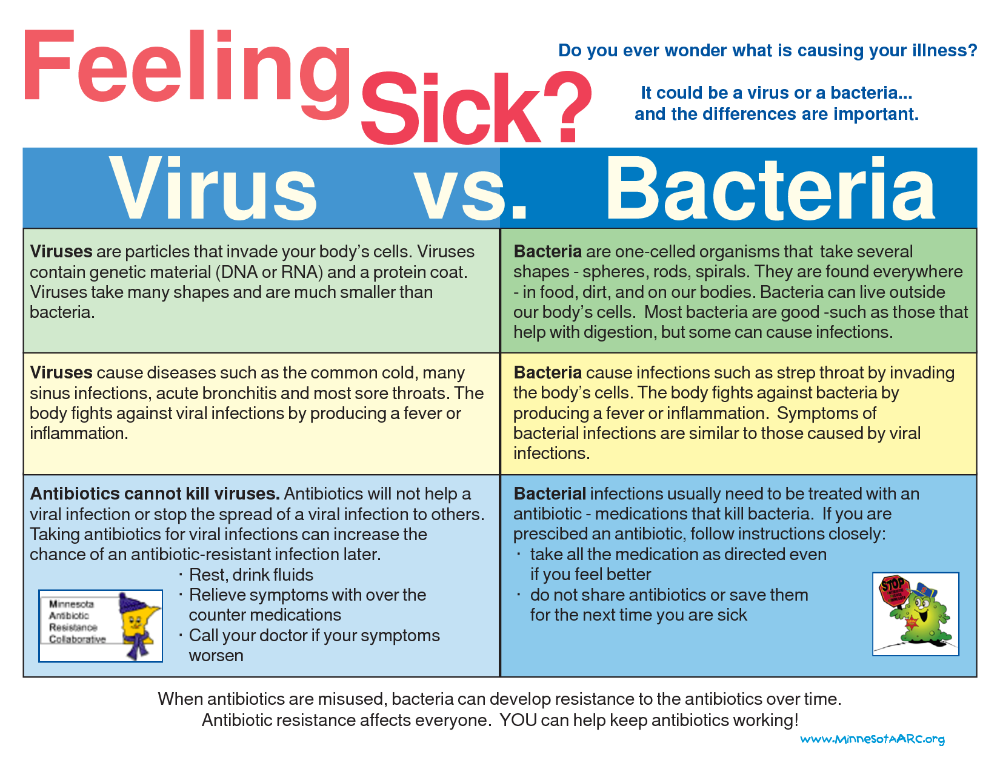 Feeling
Sick?
Do you ever wonder what is causing your illness?
It could be a virus or a bacteria...
and the differences are important.
Virus vs. Bacteria
Viruses are particles that invade your body's cells. Viruses
contain genetic material (DNA or RNA) and a protein coat.
Viruses take many shapes and are much smaller than
bacteria.
Bacteria are one-celled organisms that  take several
shapes - spheres, rods, spirals. They are found everywhere
- in food, dirt, and on our bodies. Bacteria can live outside
our body's cells.  Most bacteria are good -such as those that
help with digestion, but some can cause infections.
Viruses cause diseases such as the common cold, many
sinus infections, acute bronchitis and most sore throats. The
body fights against viral infections by producing a fever or
inflammation.
Bacteria cause infections such as strep throat by invading
the body's cells. The body fights against bacteria by
producing a fever or inflammation.  Symptoms of
bacterial infections are similar to those caused by viral
infections.
Antibiotics cannot kill viruses. Antibiotics will not help a
viral infection or stop the spread of a viral infection to others.
Taking antibiotics for viral infections can increase the
chance of an antibiotic-resistant infection later.
· Rest, drink fluids
· Relieve symptoms with over the
counter medications
· Call your doctor if your symptoms
worsen
Minnesota
Antibiotic
Resistance
Collaborative
Bacterial infections usually need to be treated with an
antibiotic - medications that kill bacteria.  If you are
prescibed an antibiotic, follow instructions closely:
· take all the medication as directed even
if you feel better
· do not share antibiotics or save them
for the next time you are sick
STOP
When antibiotics are misused, bacteria can develop resistance to the antibiotics over time.
Antibiotic resistance affects everyone.  YOU can help keep antibiotics working!
www.MinnesotaARC.org